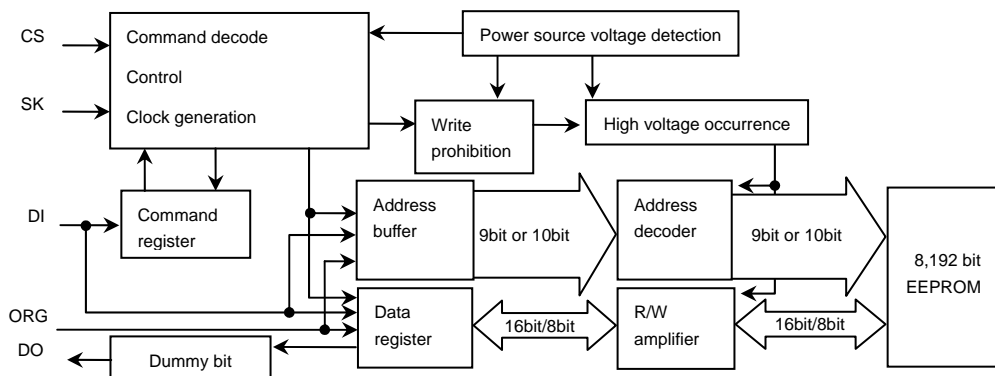 CS
Command decode
Power source voltage detection
Control
SK
Clock generation
Write
prohibition
High voltage occurrence
DI
Command
register
Address
buffer
9bit or 10bit
Address
decoder
9bit or 10bit
8,192 bit
EEPROM
ORG
Data
register
16bit/8bit
R/W
amplifier
16bit/8bit
DO
Dummy bit